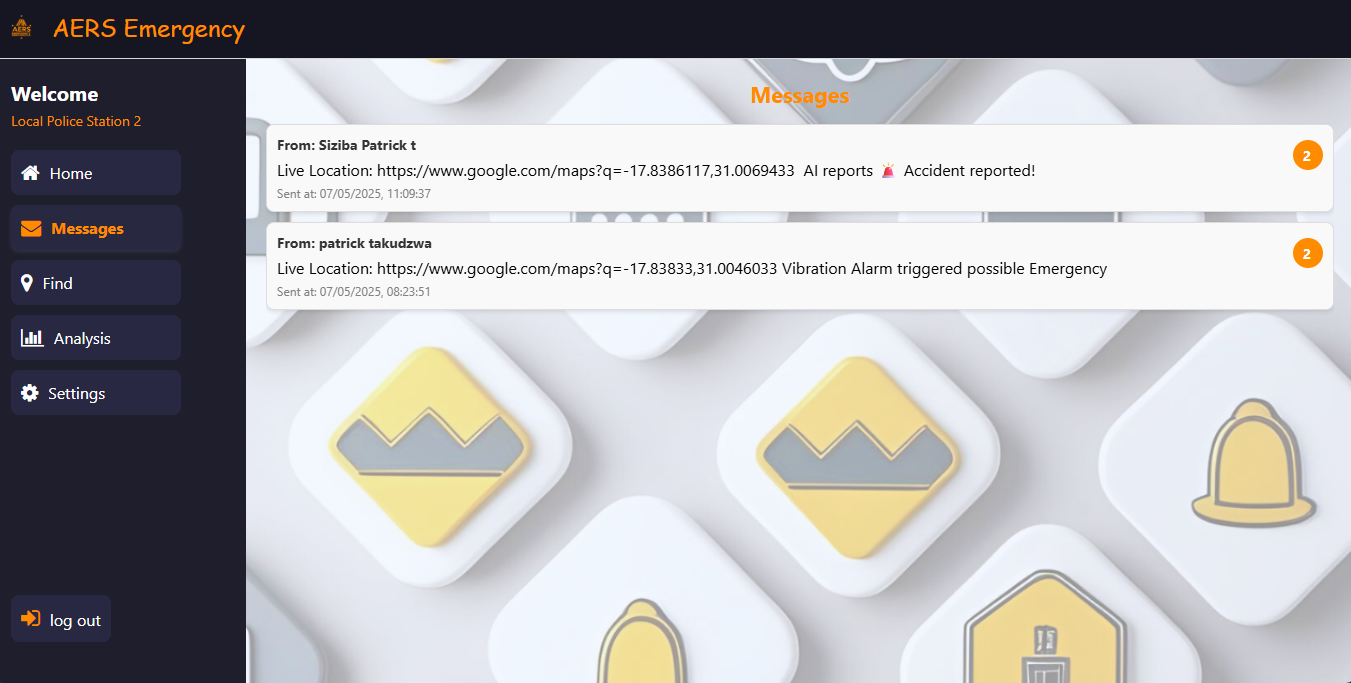 AERS
AERS Emergency
Welcome
Local Police Station 2
Home
Messages
Find
Analysis
Settings
log out
Messages
From: Siziba Patrick t
2
Live Location: https://www.google.com/maps?q=-17.8386117,31.0069433  AI reports 🚨 Accident reported!
Sent at: 07/05/2025, 11:09:37
From: patrick takudzwa
2
Live Location: https://www.google.com/maps?q=-17.83833,31.0046033 Vibration Alarm triggered possible Emergency
Sent at: 07/05/2025, 08:23:51